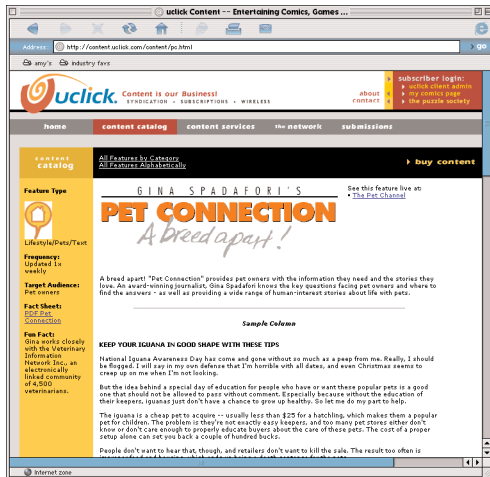 uclick Content -- Entertaining Comics, Games ...
Address http://content.uclick.com/content/pc.html
go
amy's industry favs
uclick.
Content is our Business!
SYNDICATION • SUBSCRIPTIONS • WIRELESS
about
contact
subscriber login:
uclick client admin
my comics page
the puzzle society
home content catalog content services the network submissions
content
catalog
All Features by Category
All Features Alphabetically
buy content
Feature Type
Lifestyle/Pets/Text
Frequency:
Updated 1x
weekly
Target Audience:
Pet owners
Fact Sheet:
PDF Pet
Connection
Fun Fact:
Gina works closely
with the Veterinary
Information
Network Inc., an
electronically
linked community
of 4,500
veterinarians.
GINA SPADAFORI'S
PET CONNECTION
A breed apart!
See this feature live at:
• The Pet Channel
A breed apart! "Pet Connection" provides pet owners with the information they need and the stories they
love. An award-winning journalist, Gina Spadafori knows the key questions facing pet owners and where to
find the answers - as well as providing a wide range of human-interest stories about life with pets.
Sample Column
KEEP YOUR IGUANA IN GOOD SHAPE WITH THESE TIPS
National Iguana Awareness Day has come and gone without so much as a peep from me. Really, I should
be flogged. I will say in my own defense that I'm horrible with all dates, and even Christmas seems to
creep up on me when I'm not looking.
But the idea behind a special day of education for people who have or want these popular pets is a good
one that should not be allowed to pass without comment. Especially because without the education of
their keepers, iguanas just don't have a chance to grow up healthy. So let me do my part to help.
The iguana is a cheap pet to acquire -- usually less than $25 for a hatchling, which makes them a popular
pet for children. The problem is they're not exactly easy keepers, and too many pet stores either don't
know or don't care enough to properly educate buyers about the care of these pets. The cost of a proper
setup alone can set you back a couple of hundred bucks.
People don't want to hear that, though, and retailers don't want to kill the sale. The result too often is
Internet zone